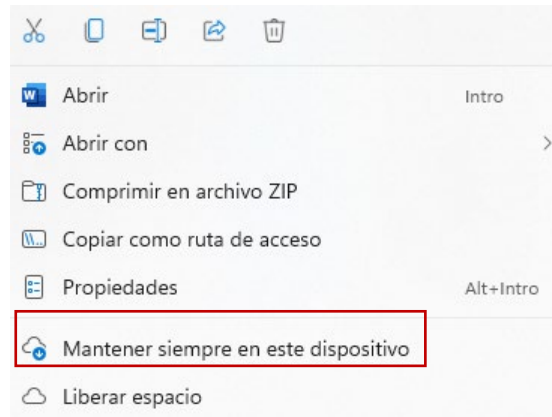 Abrir Intro
Abrir con
Comprimir en archivo ZIP
Copiar como ruta de acceso
Propiedades Alt+Intro
Mantener siempre en este dispositivo
Liberar espacio